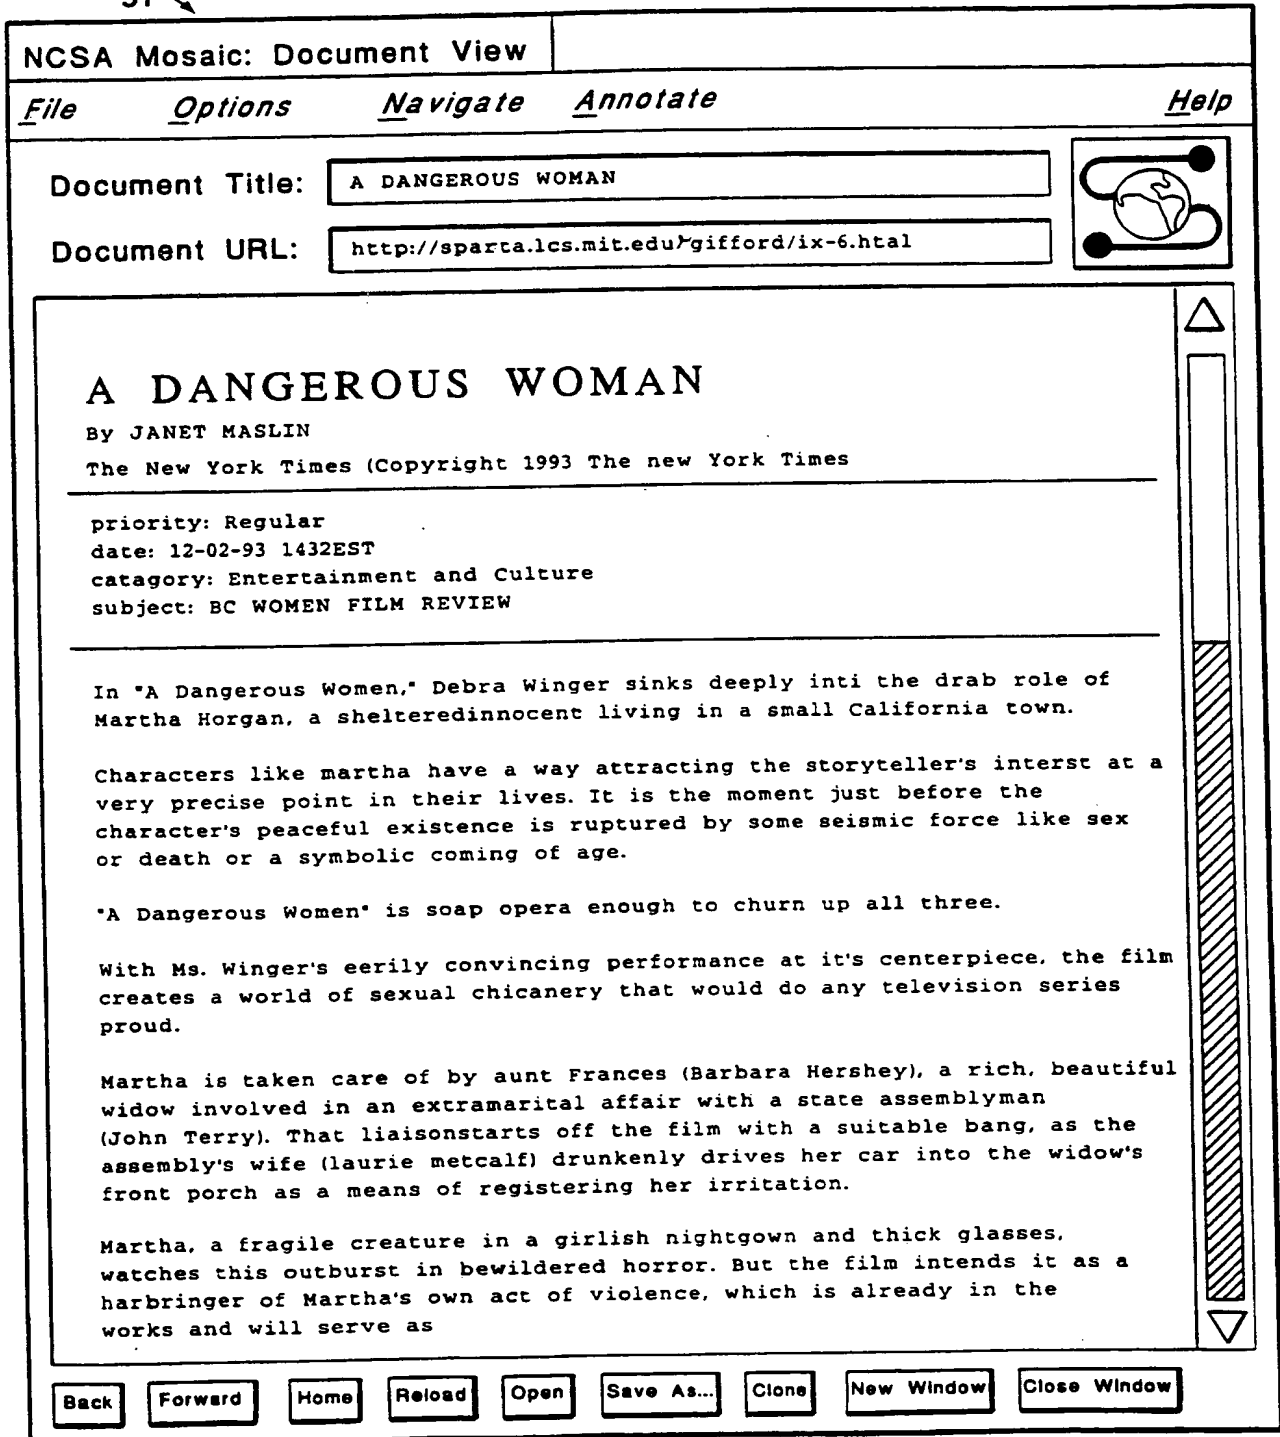 NCSA Mosaic: Document View
File Options Navigate Annotate Help
Document Title: A DANGEROUS WOMAN
Document URL: http://sparta.lcs.mit.edu/~gifford/ix-6.htal
A DANGEROUS WOMAN
By JANET MASLIN
The New York Times (Copyright 1993 The new York Times
priority: Regular
date: 12-02-93 1432EST
catagory: Entertainment and Culture
subject: BC WOMEN FILM REVIEW
In "A Dangerous Women," Debra Winger sinks deeply inti the drab role of
Martha Horgan, a shelteredinnocent living in a small California town.
Characters like martha have a way attracting the storyteller's interst at a
very precise point in their lives. It is the moment just before the
character's peaceful existence is ruptured by some seismic force like sex
or death or a symbolic coming of age.
"A Dangerous Women" is soap opera enough to churn up all three.
With Ms. Winger's eerily convincing performance at it's centerpiece, the film
creates a world of sexual chicanery that would do any television series
proud.
Martha is taken care of by aunt Frances (Barbara Hershey), a rich, beautiful
widow involved in an extramarital affair with a state assemblyman
(John Terry). That liaisonstarts off the film with a suitable bang, as the
assembly's wife (laurie metcalf) drunkenly drives her car into the widow's
front porch as a means of registering her irritation.
Martha, a fragile creature in a girlish nightgown and thick glasses,
watches this outburst in bewildered horror. But the film intends it as a
harbringer of Martha's own act of violence, which is already in the
works and will serve as
Back Forward Home Reload Open Save As... Clone New Window Close Window